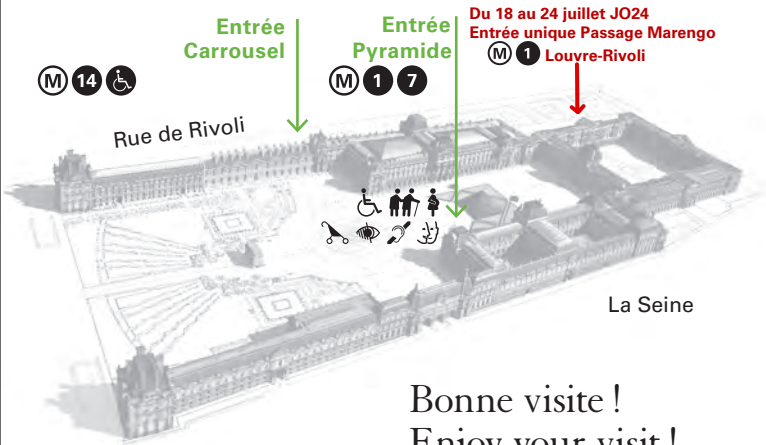 Entrée
Carrousel
Entrée
Pyramide
Du 18 au 24 juillet JO24
Entrée unique Passage Marengo
M 1 Louvre-Rivoli
M 14
M 1 7
Rue de Rivoli
La Seine
Bonne visite !
Enjoy your visit !